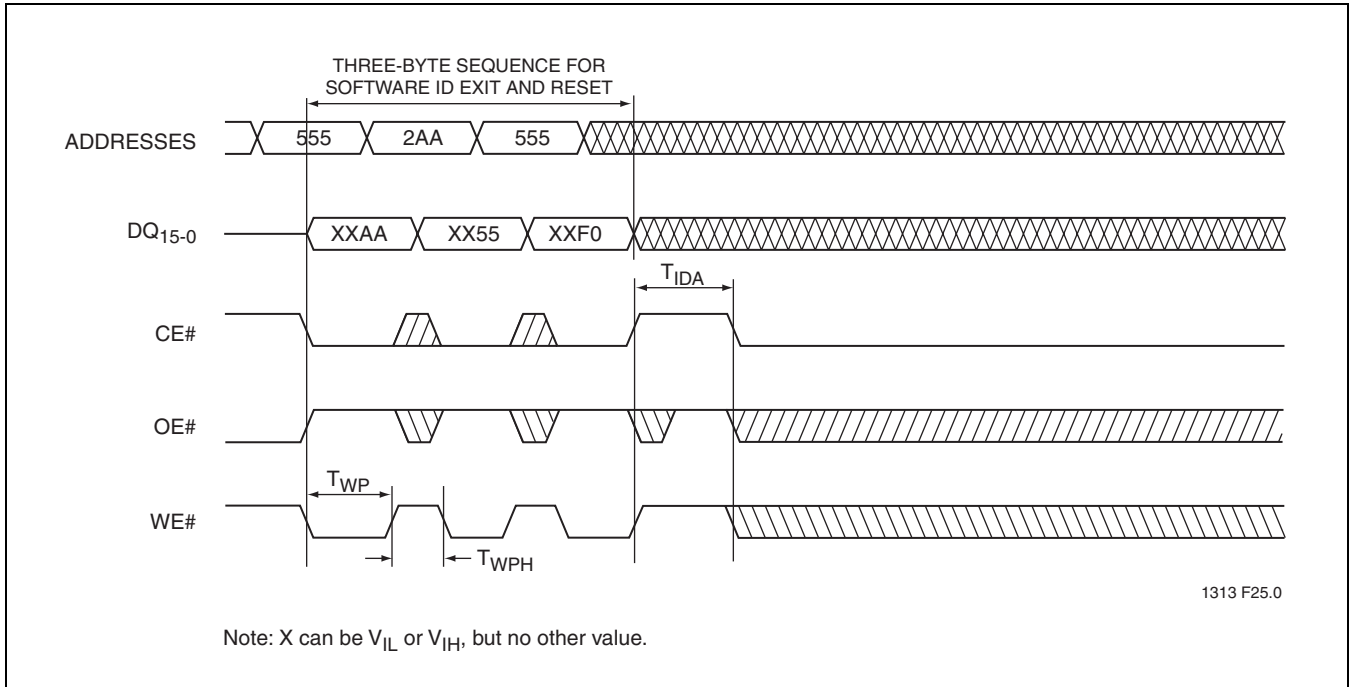 THREE-BYTE SEQUENCE FOR
SOFTWARE ID EXIT AND RESET
ADDRESSES 555 2AA 555
DQ15-0 XXAA XX55 XXF0
TIDA
CE#
OE#
TWP
WE#
TWPH
1313 F25.0
Note: X can be VIL or VIH, but no other value.